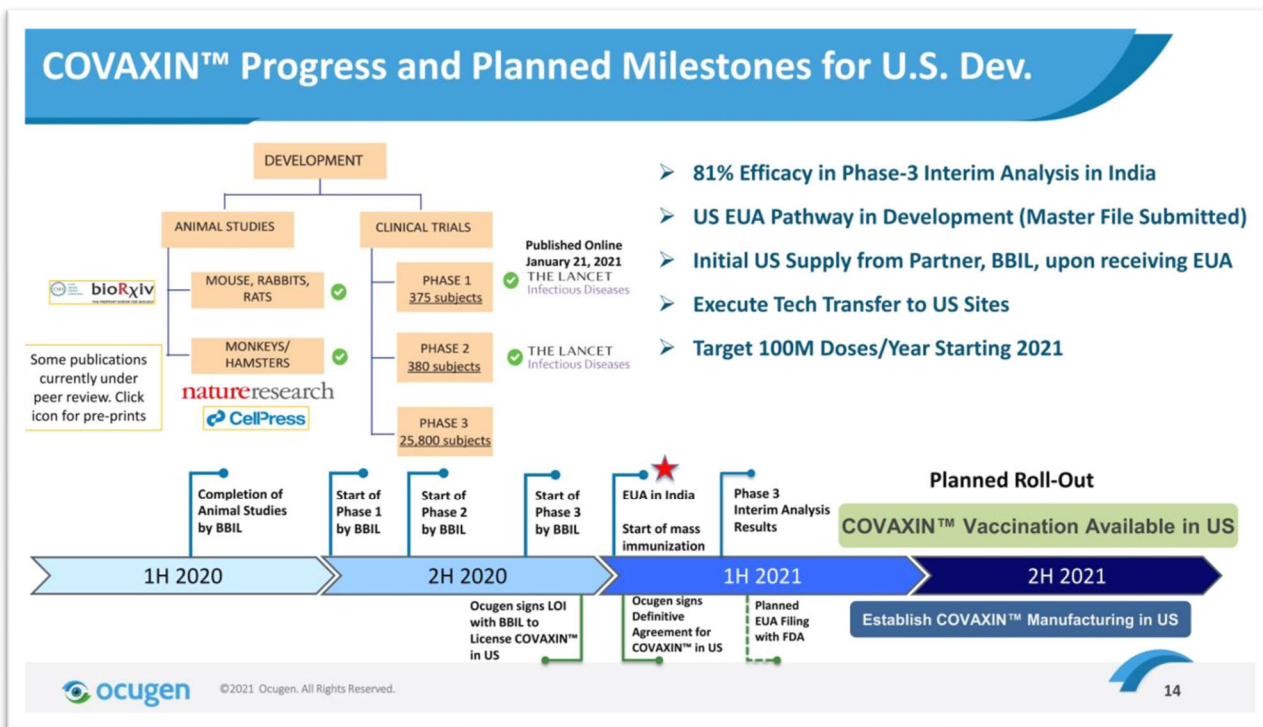 COVAXIN™ Progress and Planned Milestones for U.S. Dev.
DEVELOPMENT
ANIMAL STUDIES
CLINICAL TRIALS
bioRxiv
MOUSE, RABBITS,
RATS
MONKEYS/
HAMSTERS
Some publications
currently under
peer review. Click
icon for pre-prints
natureresearch
CellPress
PHASE 1
375 subjects
PHASE 2
380 subjects
PHASE 3
25,800 subjects
Published Online
January 21, 2021
THE LANCET
Infectious Diseases
THE LANCET
Infectious Diseases
➢ 81% Efficacy in Phase-3 Interim Analysis in India
➢ US EUA Pathway in Development (Master File Submitted)
➢ Initial US Supply from Partner, BBIL, upon receiving EUA
➢ Execute Tech Transfer to US Sites
➢ Target 100M Doses/Year Starting 2021
Completion of
Animal Studies
by BBIL
Start of
Phase 1
by BBIL
Start of
Phase 2
by BBIL
Start of
Phase 3
by BBIL
EUA in India
Start of mass
immunization
Phase 3
Interim Analysis
Results
Planned Roll-Out
COVAXIN™ Vaccination Available in US
1H 2020
2H 2020
1H 2021
2H 2021
Ocugen signs LOI
with BBIL to
License COVAXIN™
in US
Ocugen signs
Definitive
Agreement for
COVAXIN™ in US
Planned
EUA Filing
with FDA
Establish COVAXIN™ Manufacturing in US
ocugen
©2021 Ocugen. All Rights Reserved.
14